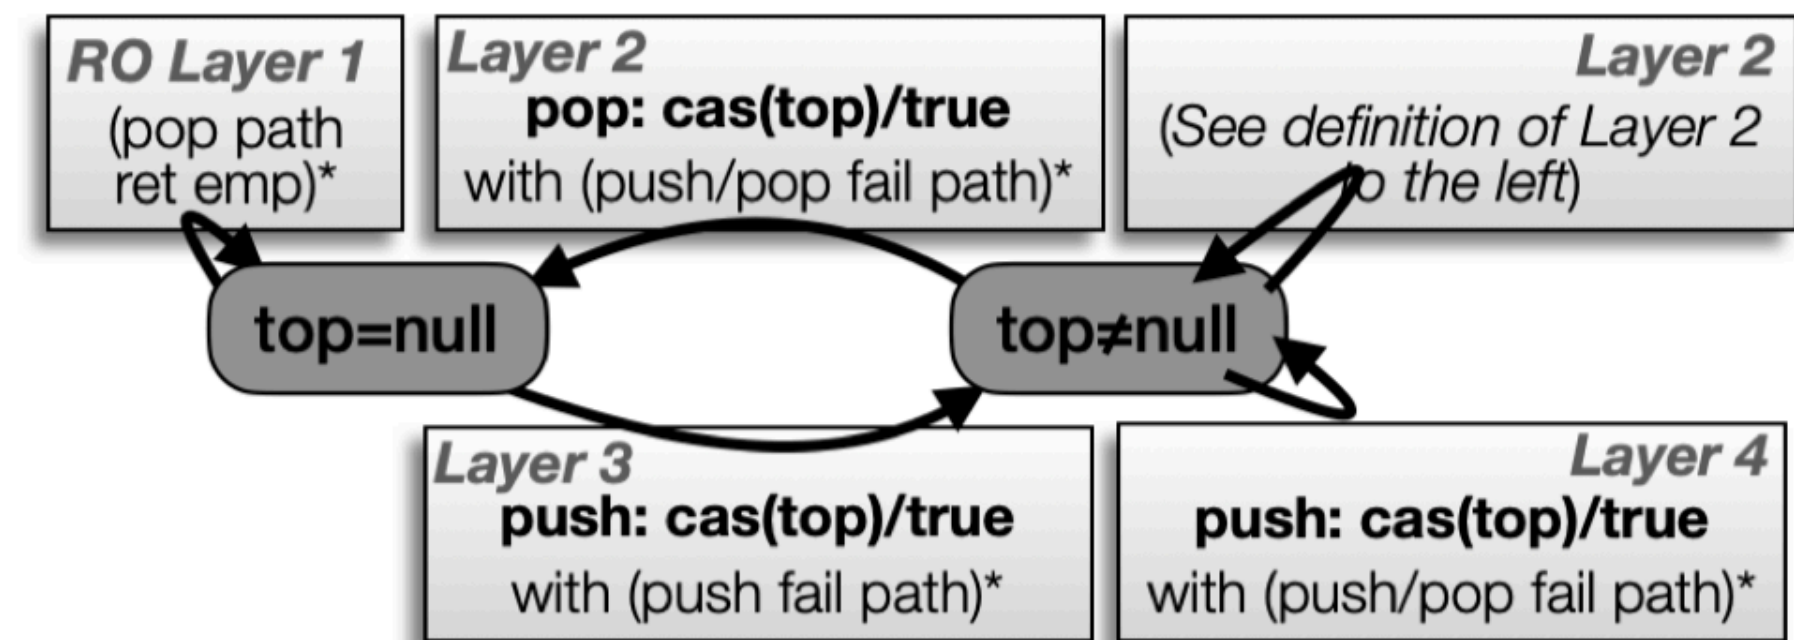 RO Layer 1
(pop path
ret emp)*
Layer 2
pop: cas(top)/true
with (push/pop fail path)*
Layer 2
(See definition of Layer 2
to the left)
top=null
top≠null
Layer 3
push: cas(top)/true
with (push fail path)*
Layer 4
push: cas(top)/true
with (push/pop fail path)*